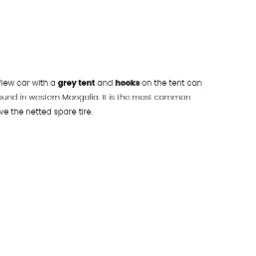 view car with a grey tent and hooks on the tent can
ound in western Mongolia. It is the most common
ve the netted spare tire.